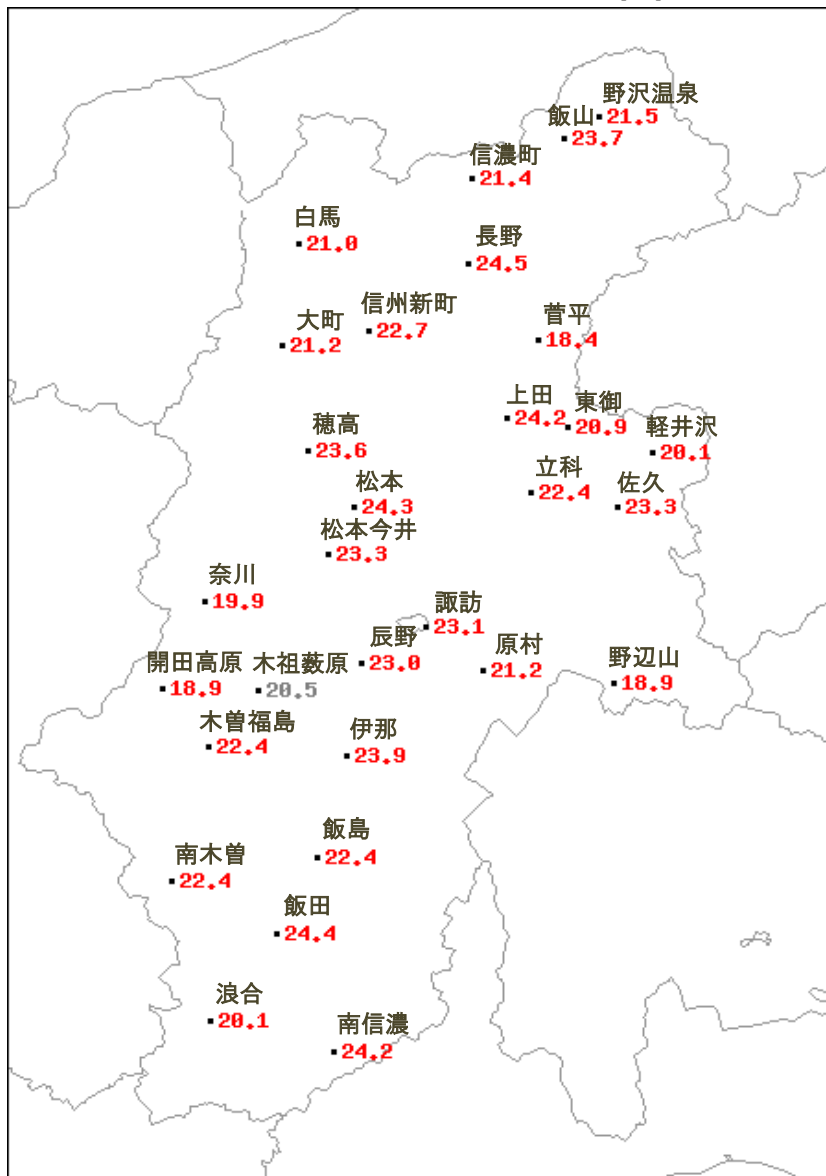 野沢温泉
21.5
飯山
23.7
信濃町
21.4
白馬
21.0
長野
24.5
信州新町
22.7
大町
21.2
菅平
18.4
上田
24.2
東御
20.9
軽井沢
20.1
穂高
23.6
松本
24.3
立科
22.4
佐久
23.3
松本今井
23.3
奈川
19.9
諏訪
23.1
辰野
23.0
原村
21.2
野辺山
18.9
開田高原
18.9
木祖薮原
20.5
木曽福島
22.4
伊那
23.9
飯島
22.4
南木曽
22.4
飯田
24.4
浪合
20.1
南信濃
24.2